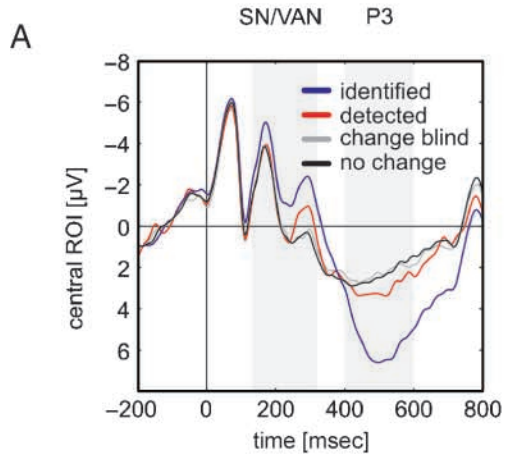 SN/VAN P3
A
−8
−6
identified
detected
−4
change blind
no change
−2
0
2
4
6
central ROI [µV]
−200 0 200 400 600 800
time [msec]